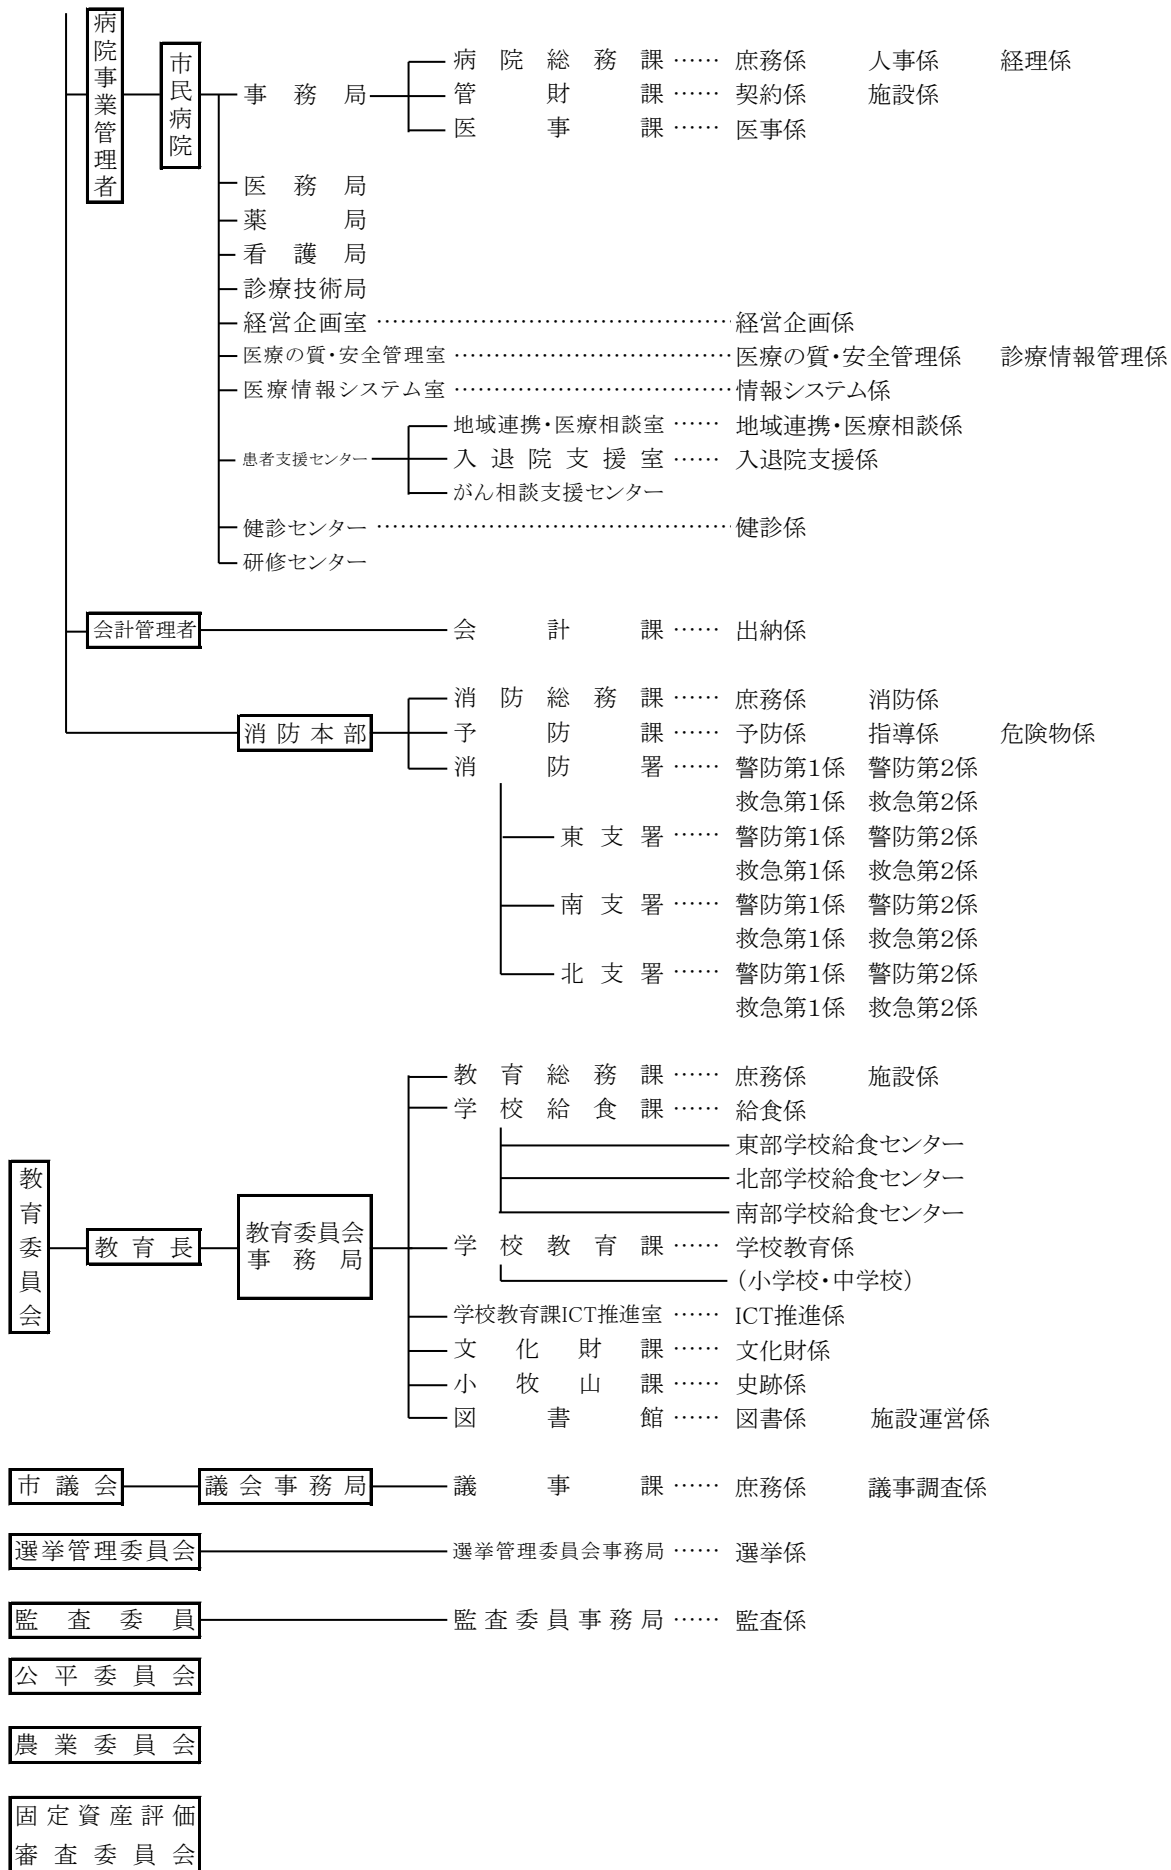 病院事業管理者
市民病院
事務局
病院総務課 …… 庶務係 人事係 経理係
管財課 …… 契約係 施設係
医事課 …… 医事係
医務局
薬局
看護局
診療技術局
経営企画室 …… 経営企画係
医療の質・安全管理室 …… 医療の質・安全管理係 診療情報管理係
医療情報システム室 …… 情報システム係
患者支援センター
地域連携・医療相談室 …… 地域連携・医療相談係
入退院支援室 …… 入退院支援係
がん相談支援センター
健診センター …… 健診係
研修センター
会計管理者 会計課 …… 出納係
消防本部
消防総務課 …… 庶務係 消防係
予防課 …… 予防係 指導係 危険物係
消防署 警防第1係 警防第2係
救急第1係 救急第2係
東支署 …… 警防第1係 警防第2係
救急第1係 救急第2係
南支署 …… 警防第1係 警防第2係
救急第1係 救急第2係
北支署 …… 警防第1係 警防第2係
救急第1係 救急第2係
教育委員会
教育長
教育委員会
事務局
教育総務課 …… 庶務係 施設係
学校給食課 …… 給食係
東部学校給食センター
北部学校給食センター
南部学校給食センター
学校教育課 …… 学校教育係
（小学校・中学校）
学校教育課ICT推進室 …… ICT推進係
文化財課 …… 文化財係
小牧山課 …… 史跡係
図書館 …… 図書係 施設運営係
市議会 議会事務局 議事課 …… 庶務係 議事調査係
選挙管理委員会 選挙管理委員会事務局 …… 選挙係
監査委員 監査委員事務局 …… 監査係
公平委員会
農業委員会
固定資産評価
審査委員会